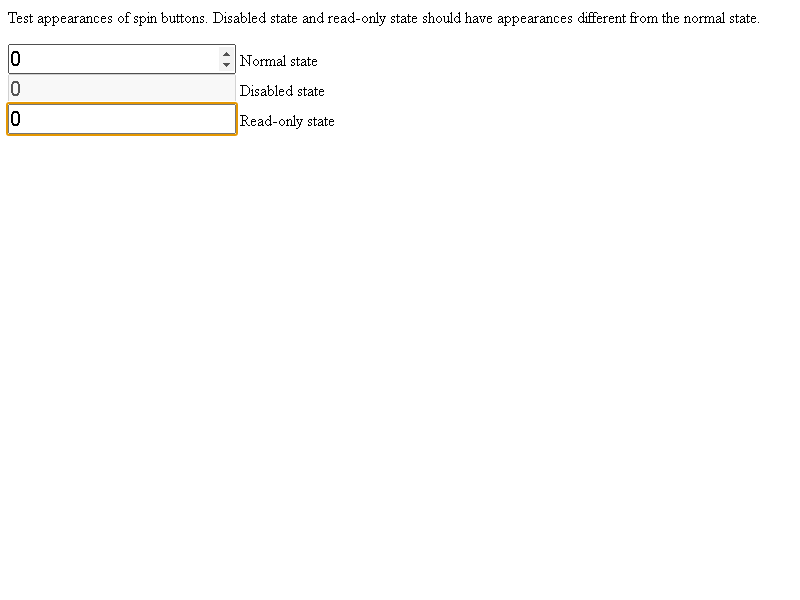 Test appearances of spin buttons. Disabled state and read-only state should have appearances different from the normal state.
0 Normal state
0 Disabled state
0 Read-only state